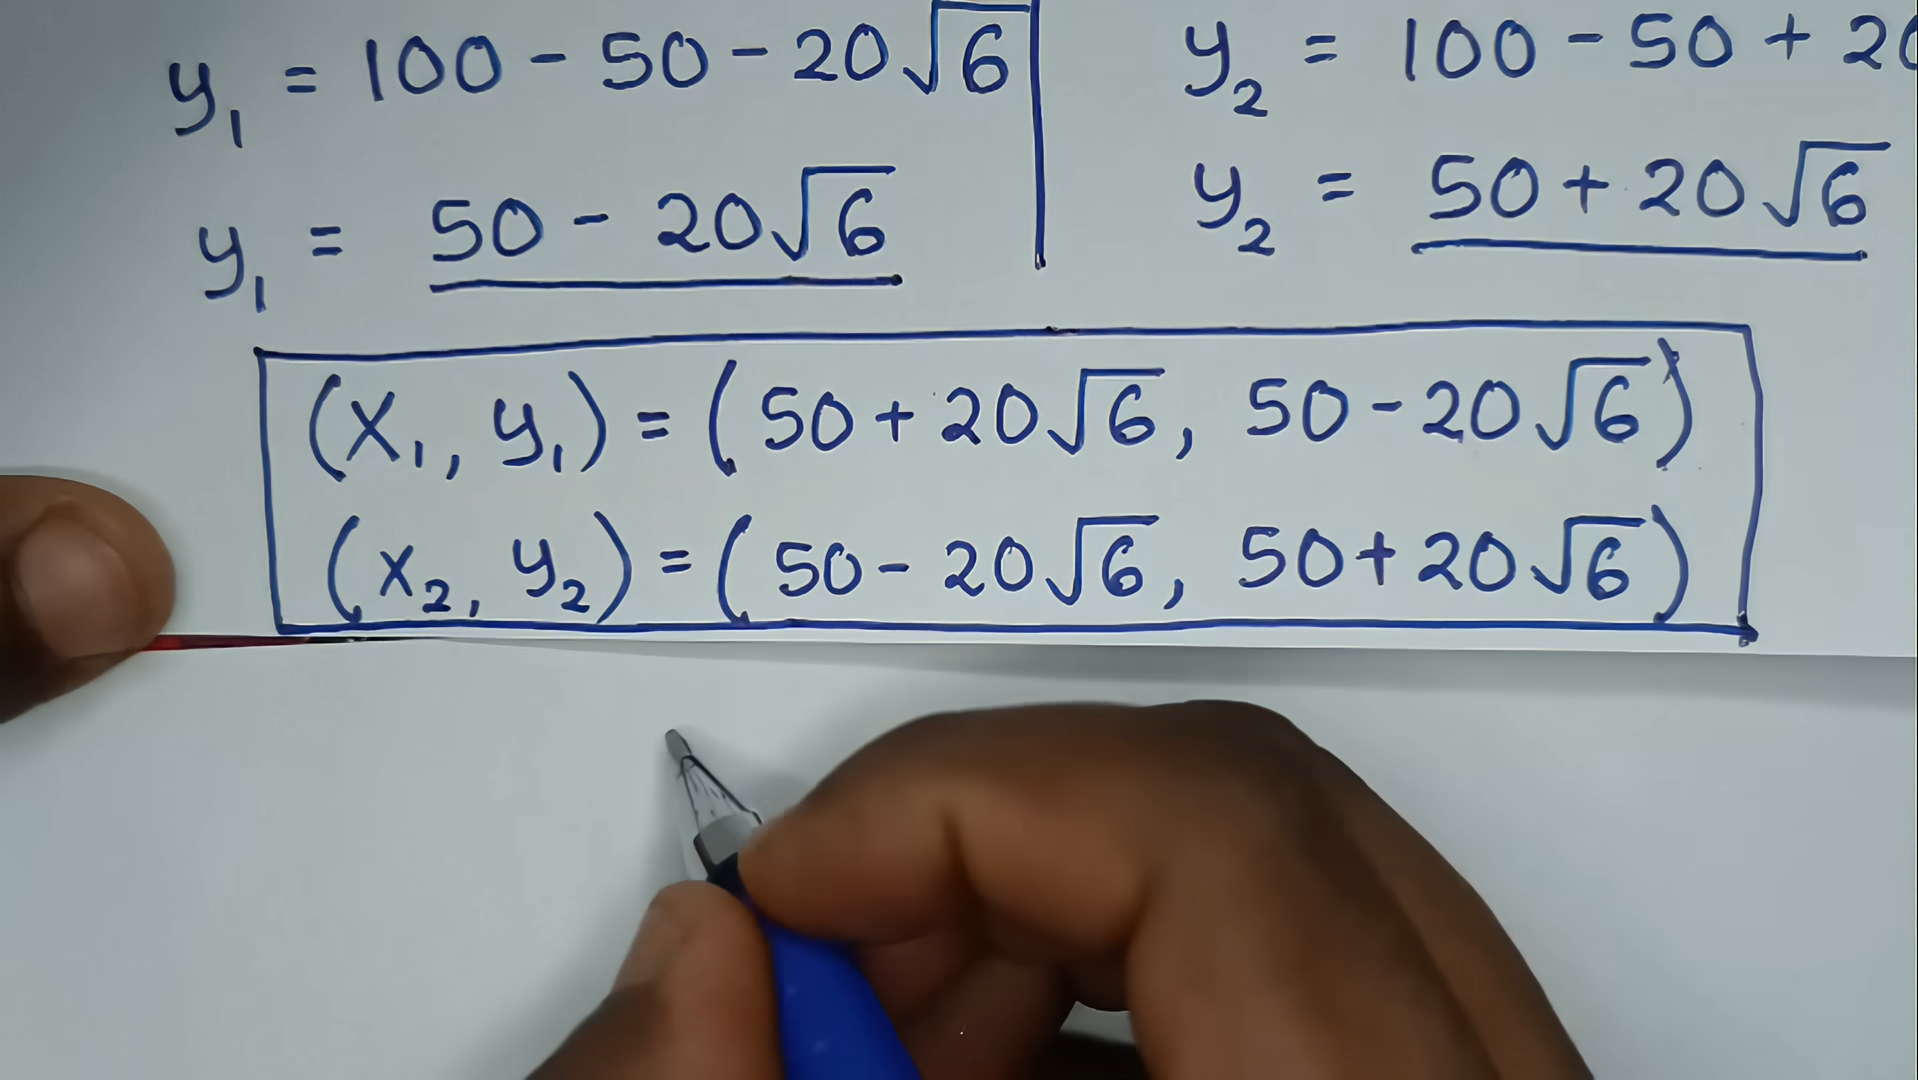 y₁ = 100 - 50 - 20√6
y₁ = 50 - 20√6
y₂ = 100 - 50 + 20
y₂ = 50 + 20√6
(x₁, y₁) = (50 + 20√6, 50 - 20√6)
(x₂, y₂) = (50 - 20√6, 50 + 20√6)